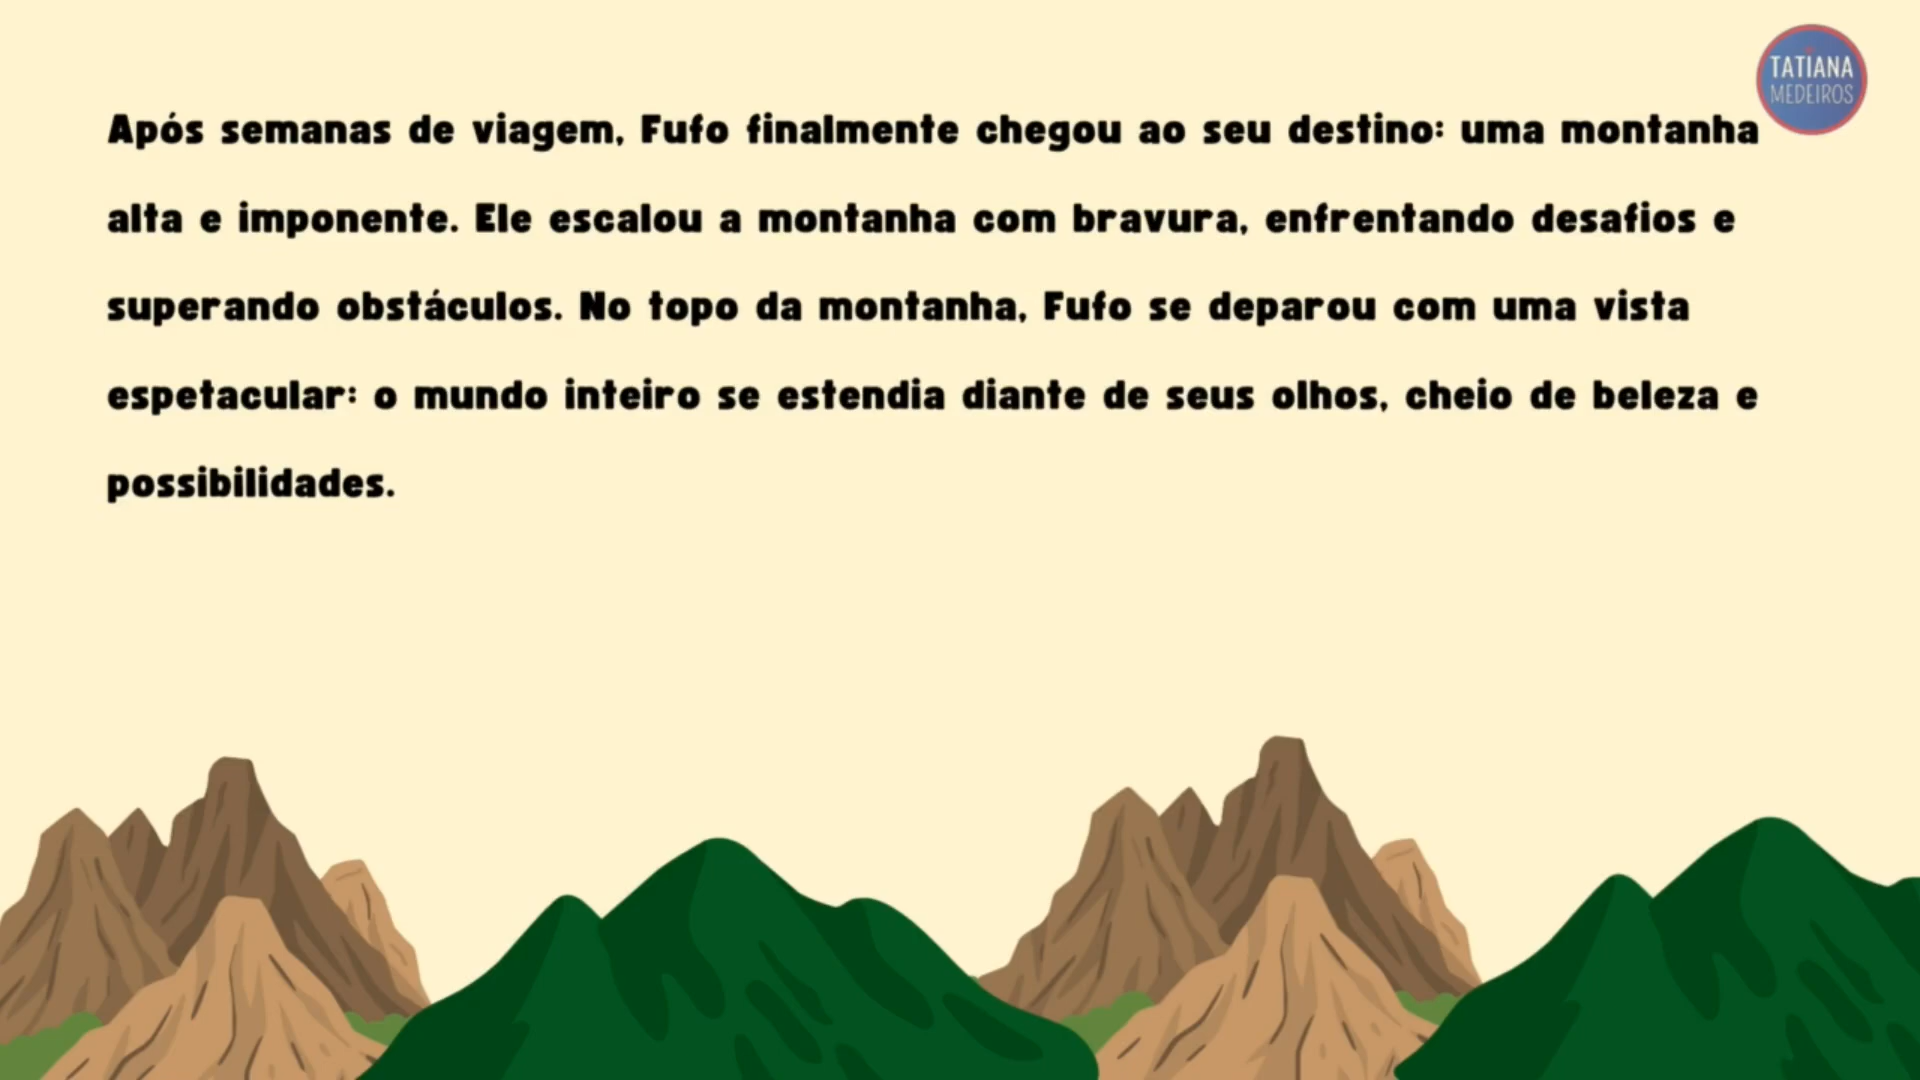 TATIANA
MEDEIROS
Após semanas de viagem, Fufo finalmente chegou ao seu destino: uma montanha
alta e imponente. Ele escalou a montanha com bravura, enfrentando desafios e
superando obstáculos. No topo da montanha, Fufo se deparou com uma vista
espetacular: o mundo inteiro se estendia diante de seus olhos, cheio de beleza e
possibilidades.